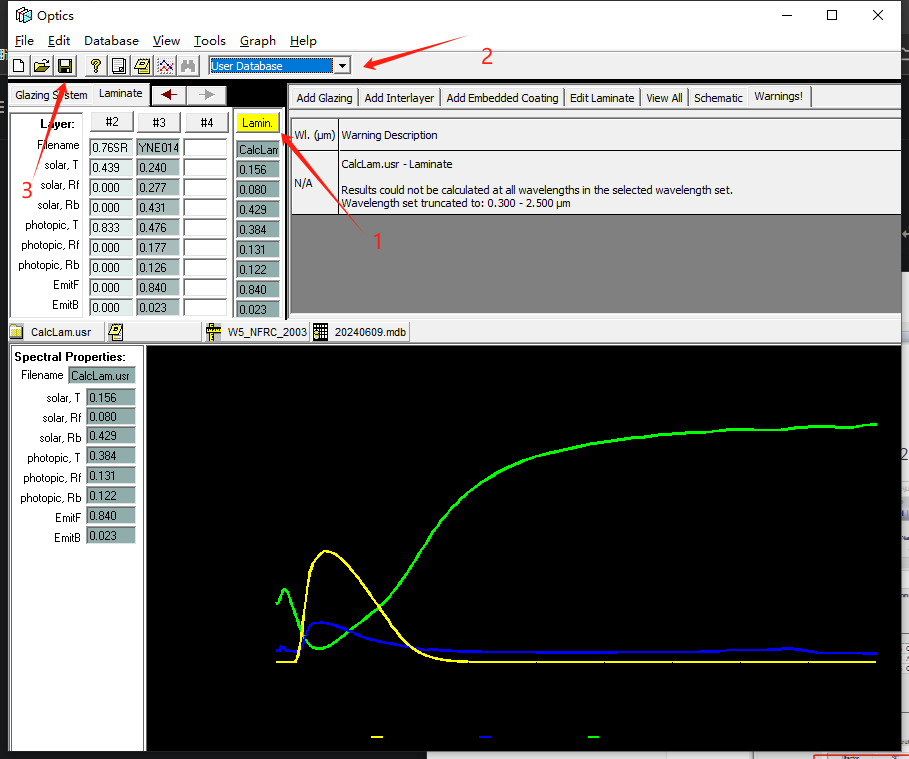 Optics
File Edit Database View Tools Graph Help
User Database
2
Glazing System Laminate
Add Glazing Add Interlayer Add Embedded Coating Edit Laminate View All Schematic Warnings!
Layer: #2 #3 #4 Lamin.
Wl. (µm) Warning Description
Filename 0.76SR YNE014 CalcLam
solar, T 0.439 0.240 0.156
solar, Rf 0.000 0.277 0.080
solar, Rb 0.000 0.431 0.429
photopic, T 0.833 0.476 0.384
photopic, Rf 0.000 0.177 0.131
photopic, Rb 0.000 0.126 0.122
EmitF 0.000 0.840 0.840
EmitB 0.000 0.023 0.023
N/A
CalcLam.usr - Laminate
Results could not be calculated at all wavelengths in the selected wavelength set.
Wavelength set truncated to: 0.300 - 2.500 µm
3
1
CalcLam.usr W5_NFRC_2003 20240609.mdb
Spectral Properties:
Filename CalcLam.usr
solar, T 0.156
solar, Rf 0.080
solar, Rb 0.429
photopic, T 0.384
photopic, Rf 0.131
photopic, Rb 0.122
EmitF 0.840
EmitB 0.023